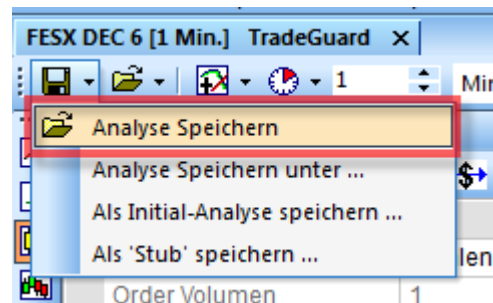 FESX DEC 6 [1 Min.] TradeGuard
1
Analyse Speichern
Analyse Speichern unter ...
Als Initial-Analyse speichern ...
Als 'Stub' speichern ...
Order Volumen 1